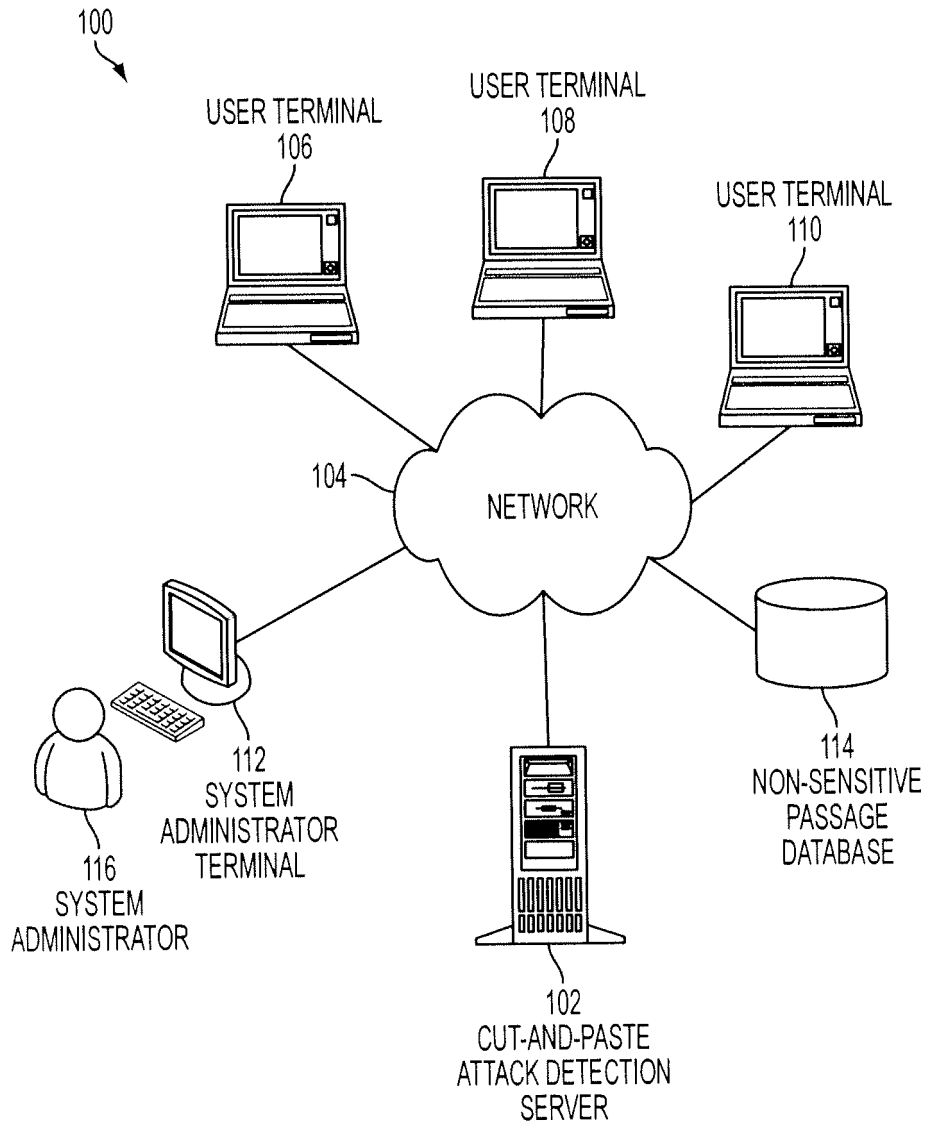 100
USER TERMINAL
106
USER TERMINAL
108
USER TERMINAL
110
104
NETWORK
112
SYSTEM
ADMINISTRATOR
TERMINAL
116
SYSTEM
ADMINISTRATOR
114
NON-SENSITIVE
PASSAGE
DATABASE
102
CUT-AND-PASTE
ATTACK DETECTION
SERVER